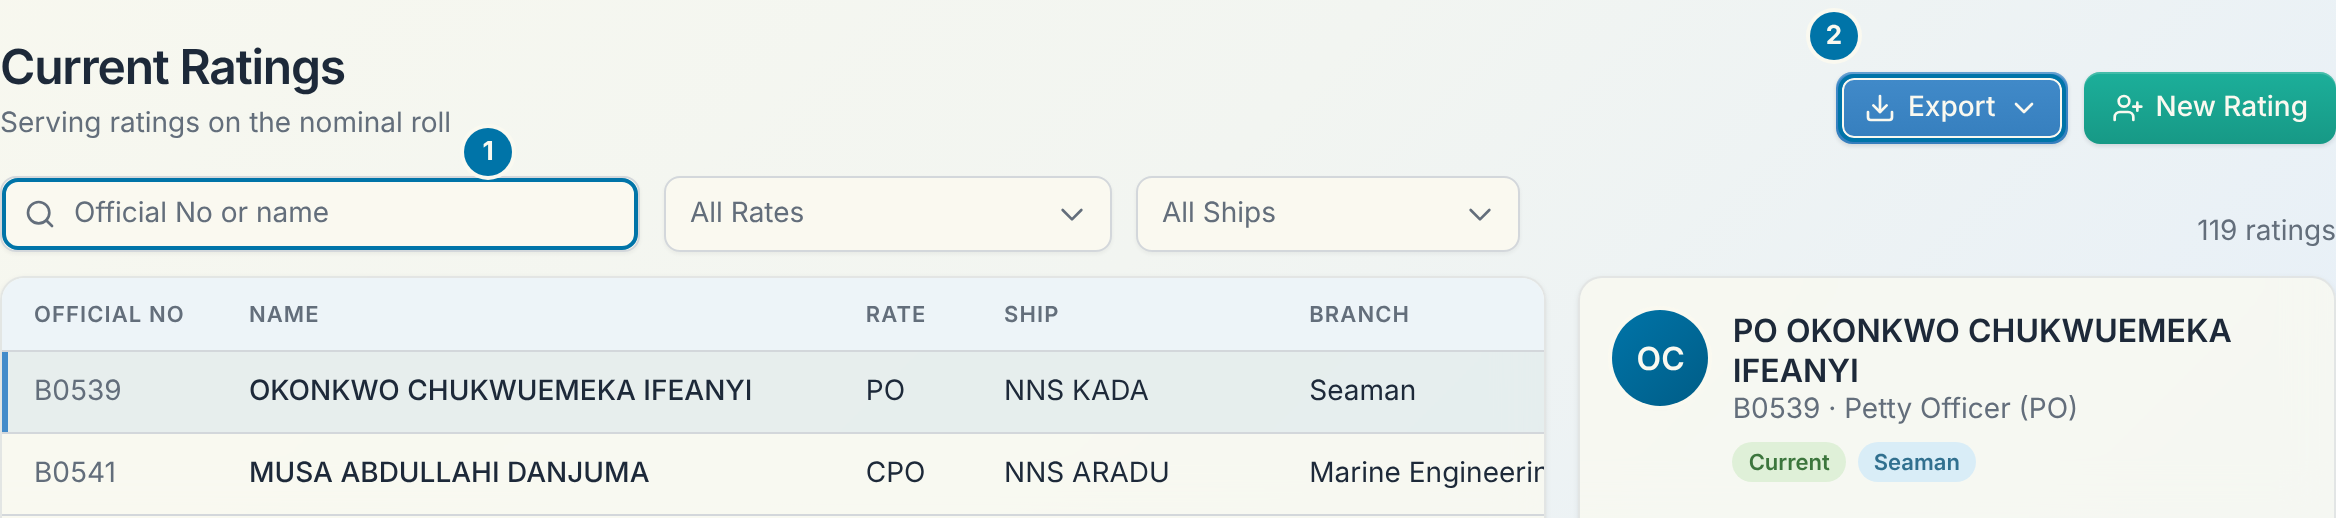 2
Current Ratings
Export
New Rating
Serving ratings on the nominal roll
1
Official No or name
All Rates
All Ships
119 ratings
OFFICIAL NO NAME RATE SHIP BRANCH
B0539 OKONKWO CHUKWUEMEKA IFEANYI PO NNS KADA Seaman
B0541 MUSA ABDULLAHI DANJUMA CPO NNS ARADU Marine Engineerin
OC
PO OKONKWO CHUKWUEMEKA
IFEANYI
B0539 · Petty Officer (PO)
Current Seaman